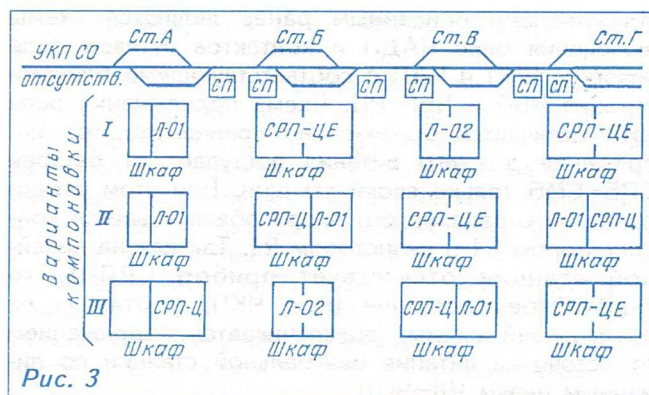 Ст.А Ст.Б Ст.В Ст.Г
УКП СО
отсутств.
СП СП СП СП СП СП
Варианты
компоновки
I Л-01 СРП-ЦЕ Л-02 СРП-ЦЕ
Шкаф Шкаф Шкаф Шкаф
II Л-01 СРП-Ц Л-01 СРП-ЦЕ Л-01 СРП-Ц
Шкаф Шкаф Шкаф Шкаф
III СРП-Ц Л-02 СРП-Ц Л-01 СРП-ЦЕ
Шкаф Шкаф Шкаф Шкаф
Рис. 3